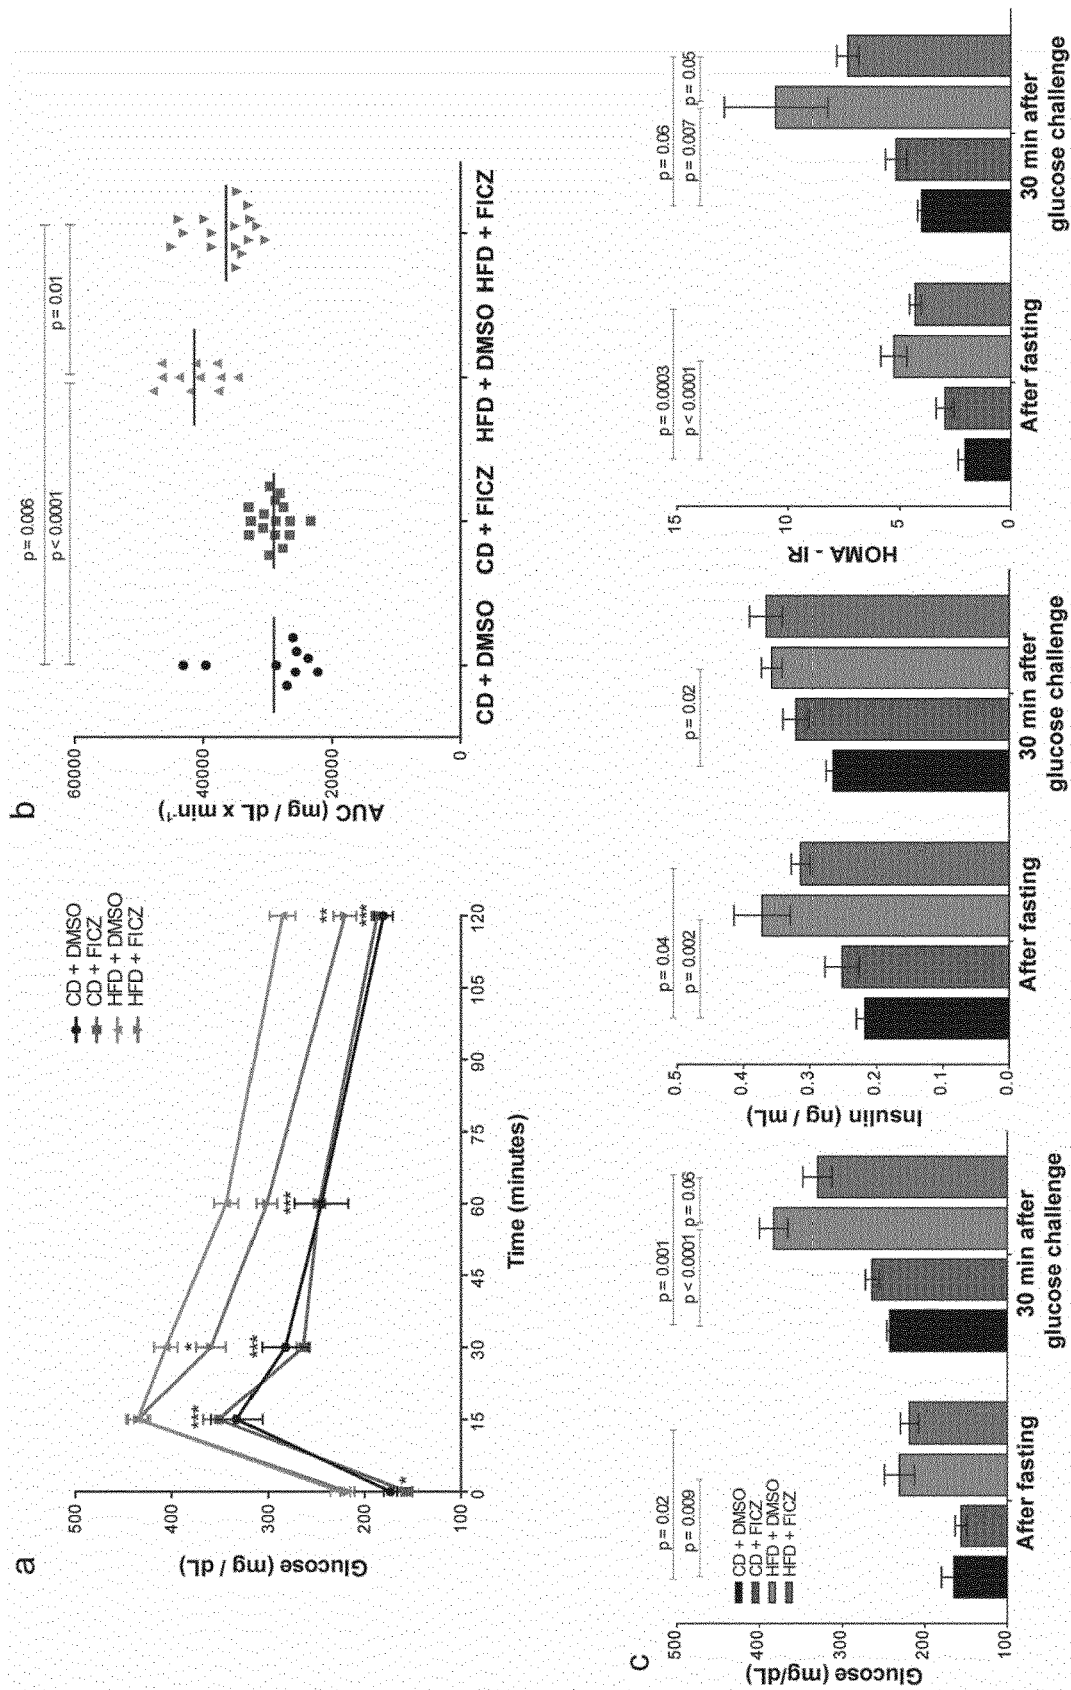 a
500
400
300
200
100
Glucose (mg / dL)
0
15
30
45
60
75
90
105
120
Time (minutes)
CD + DMSO
CD + FICZ
HFD + DMSO
HFD + FICZ
*
***
***
*
***
***
**
b
60000
40000
20000
0
AUC (mg / dL x min-1)
p = 0.006
p < 0.0001
p = 0.01
CD + DMSO
CD + FICZ
HFD + DMSO
HFD + FICZ
C
500
400
300
200
100
Glucose (mg/dL)
CD + DMSO
CD + FICZ
HFD + DMSO
HFD + FICZ
p = 0.02
p = 0.009
p = 0.001
p < 0.0001
p = 0.06
After fasting
30 min after
glucose challenge
0.5
0.4
0.3
0.2
0.1
0.0
Insulin (ng / mL)
p = 0.04
p = 0.002
p = 0.02
After fasting
30 min after
glucose challenge
15
10
5
0
HOMA - IR
p = 0.0003
p < 0.0001
p = 0.06
p = 0.007
p = 0.05
After fasting
30 min after
glucose challenge